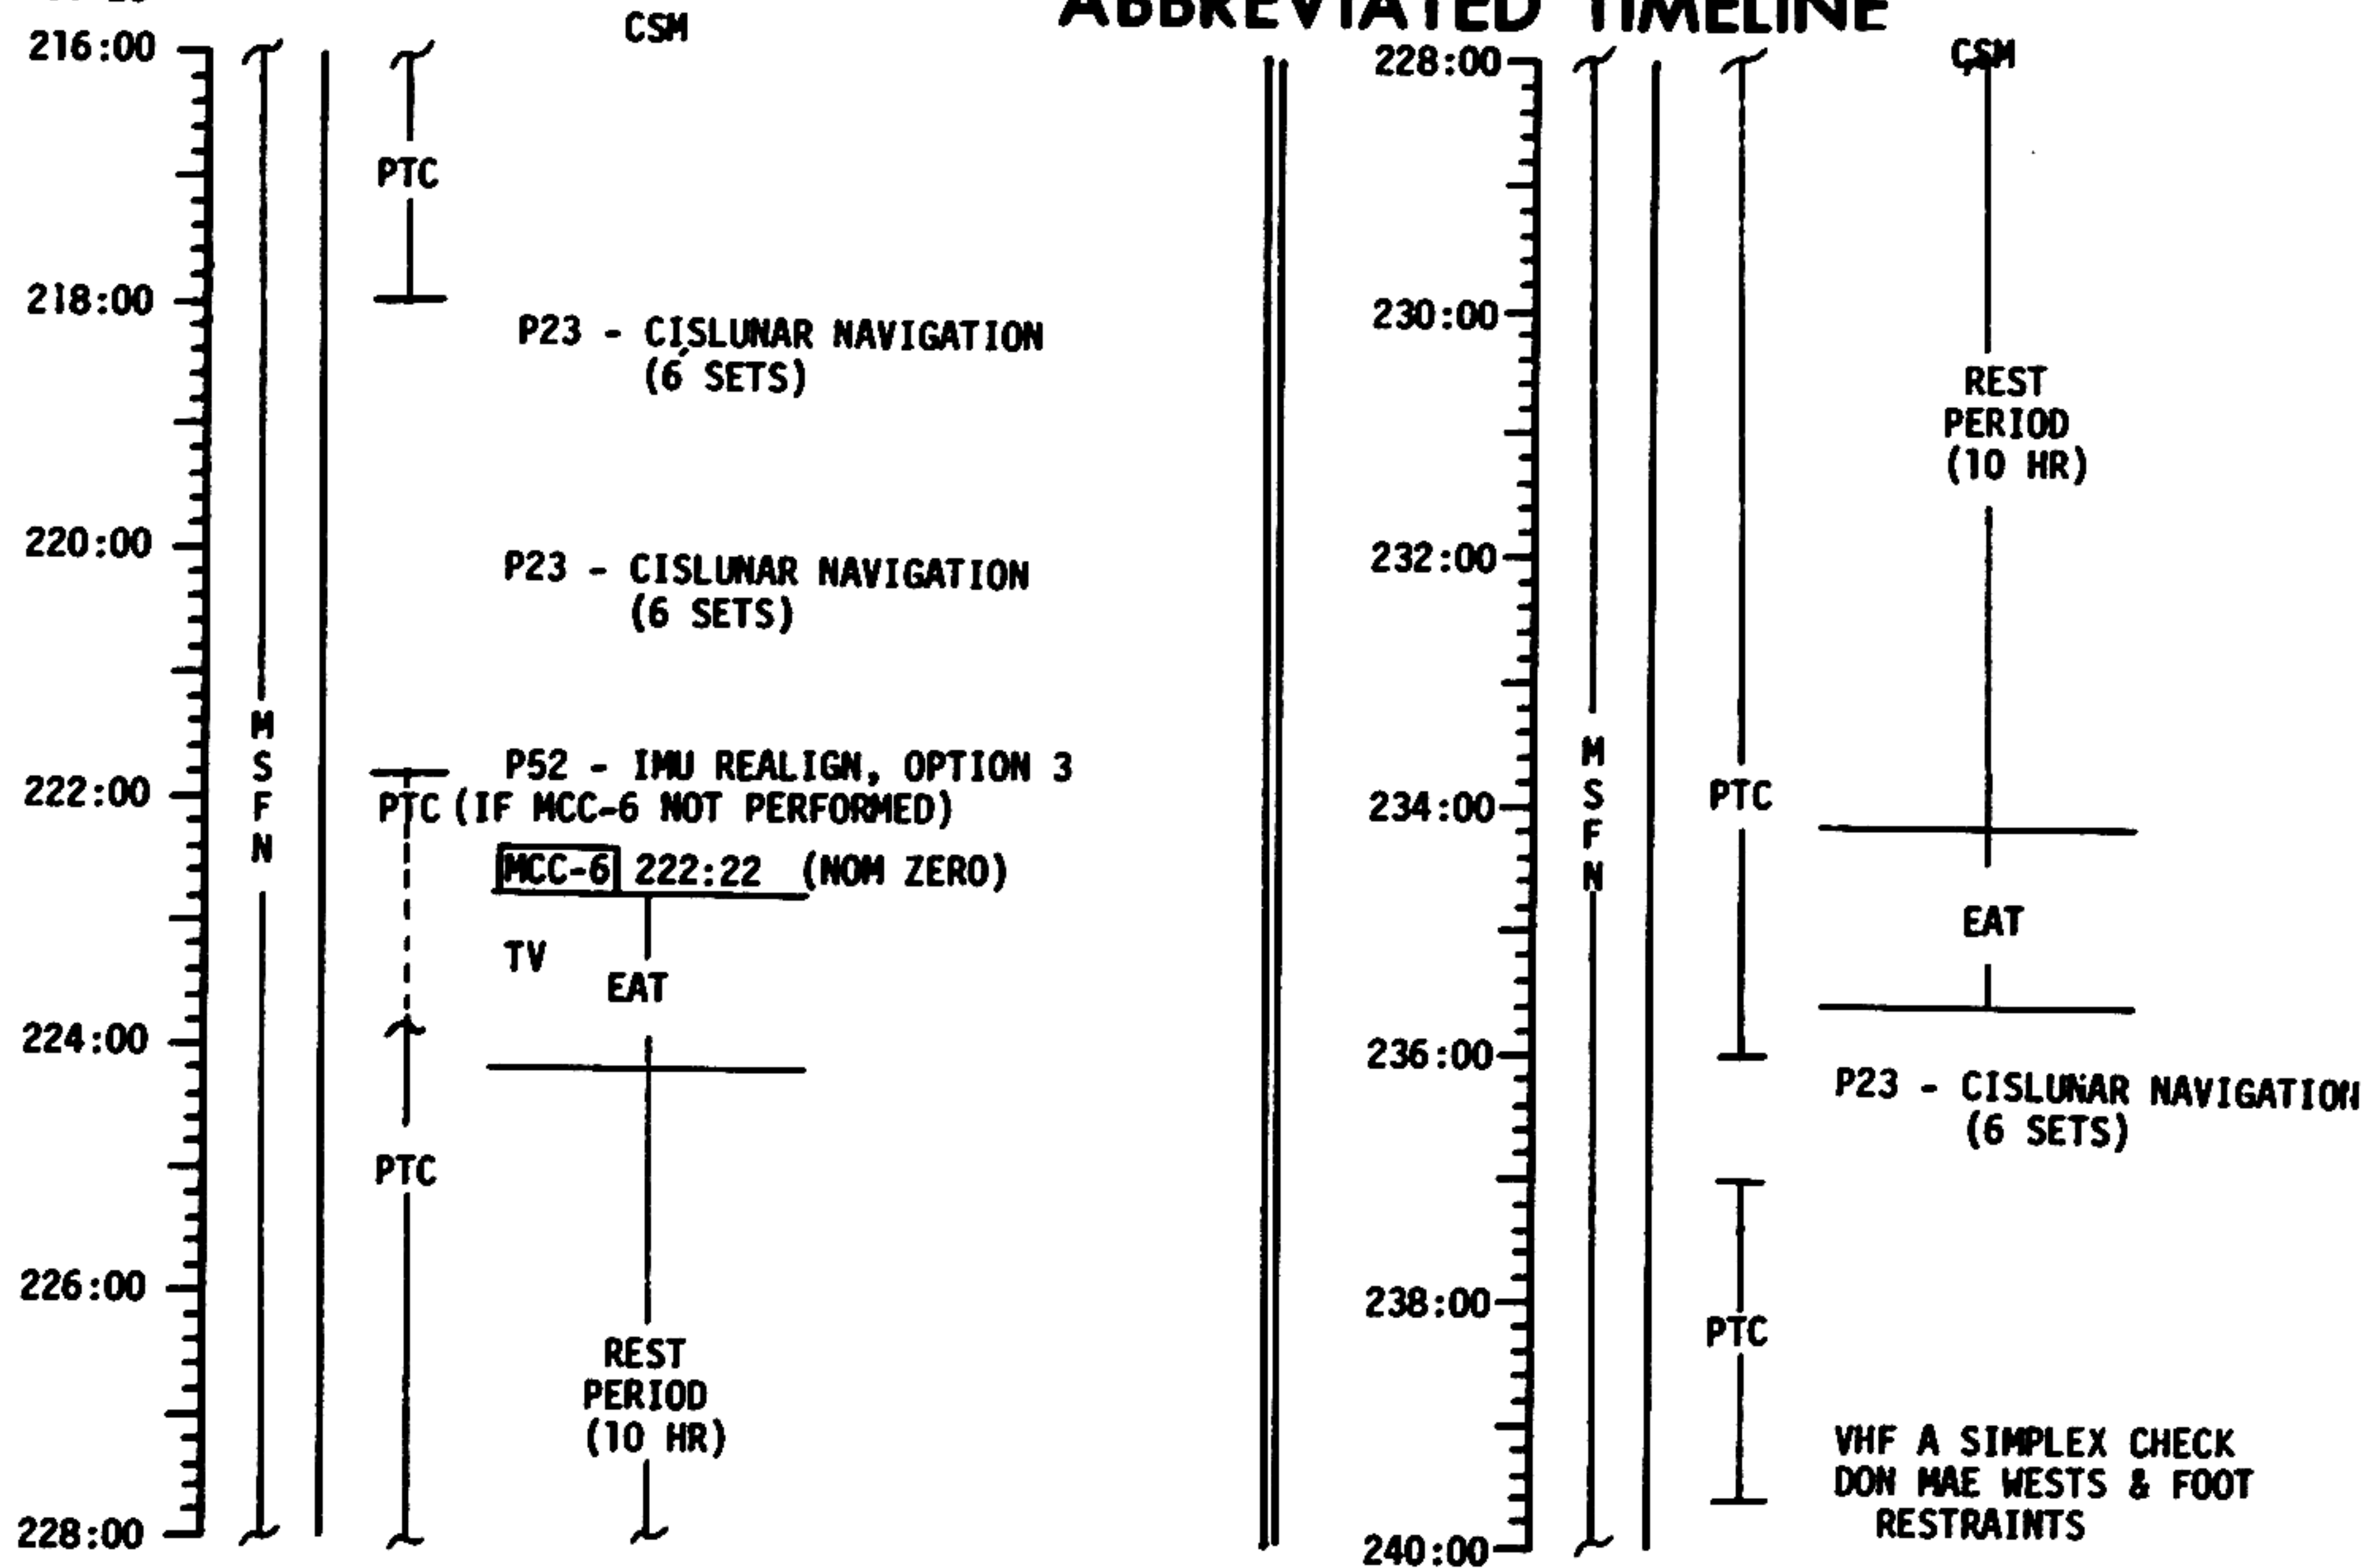 ABBREVIATED TIMELINE
CSM
216:00
PTC
218:00
P23 - CISLUNAR NAVIGATION
(6 SETS)
220:00
P23 - CISLUNAR NAVIGATION
(6 SETS)
MSFN
P52 - IMU REALIGN, OPTION 3
222:00
PTC (IF MCC-6 NOT PERFORMED)
MCC-6 222:22 (NOM ZERO)
TV
EAT
224:00
PTC
226:00
REST
PERIOD
(10 HR)
228:00
CSM
228:00
230:00
REST
PERIOD
(10 HR)
232:00
MSFN
PTC
234:00
EAT
236:00
P23 - CISLUNAR NAVIGATION
(6 SETS)
238:00
PTC
VHF A SIMPLEX CHECK
DON MAE WESTS & FOOT
RESTRAINTS
240:00